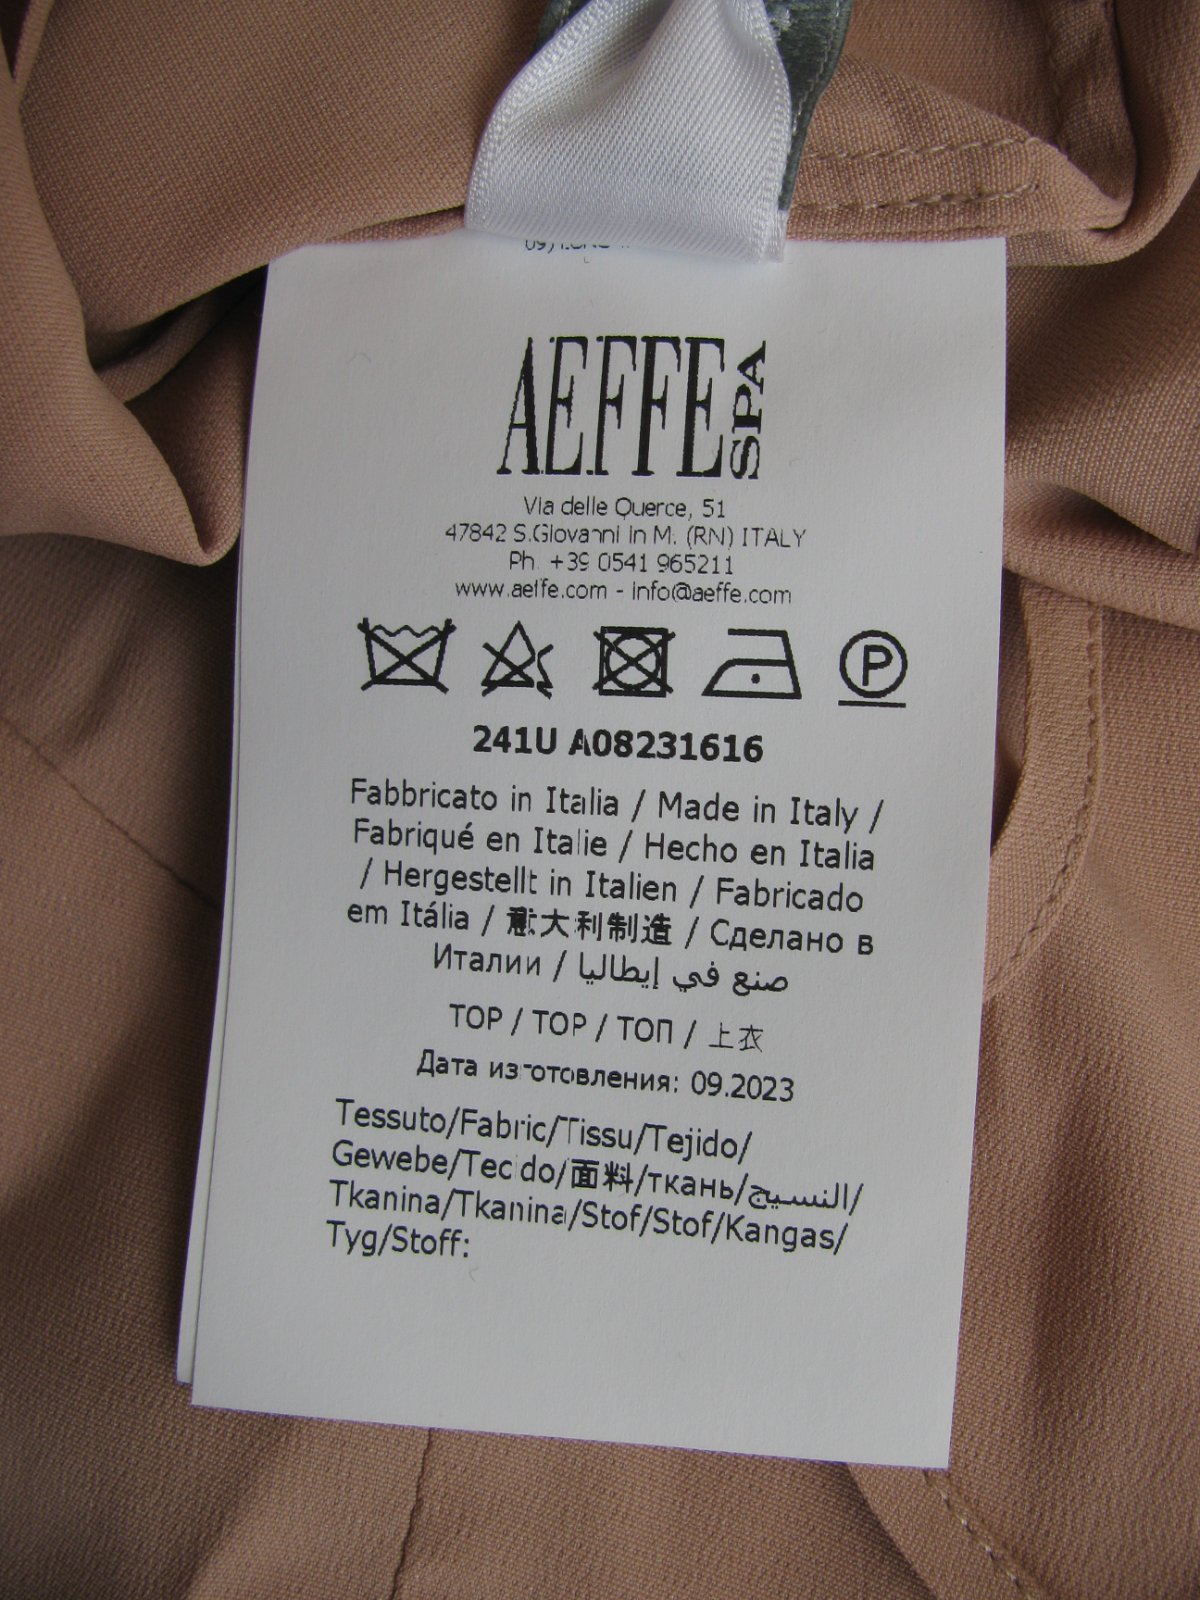 AEFFE SPA
Via delle Querce, 51
47842 S.Giovanni in M. (RN) ITALY
Ph. +39 0541 965211
www.aeffe.com - info@aeffe.com
P
241U A08231616
Fabbricato in Italia / Made in Italy /
Fabriqué en Italie / Hecho en Italia
/ Hergestellt in Italien / Fabricado
em Itália / 意大利制造 / Сделано в
Италии / صنع في إيطاليا
TOP / TOP / ТОП / 上衣
Дата изготовления: 09.2023
Tessuto/Fabric/Tissu/Tejido/
Gewebe/Tecido/面料/ткань/النسيج/
Tkanina/Tkanina/Stof/Stof/Kangas/
Tyg/Stoff: